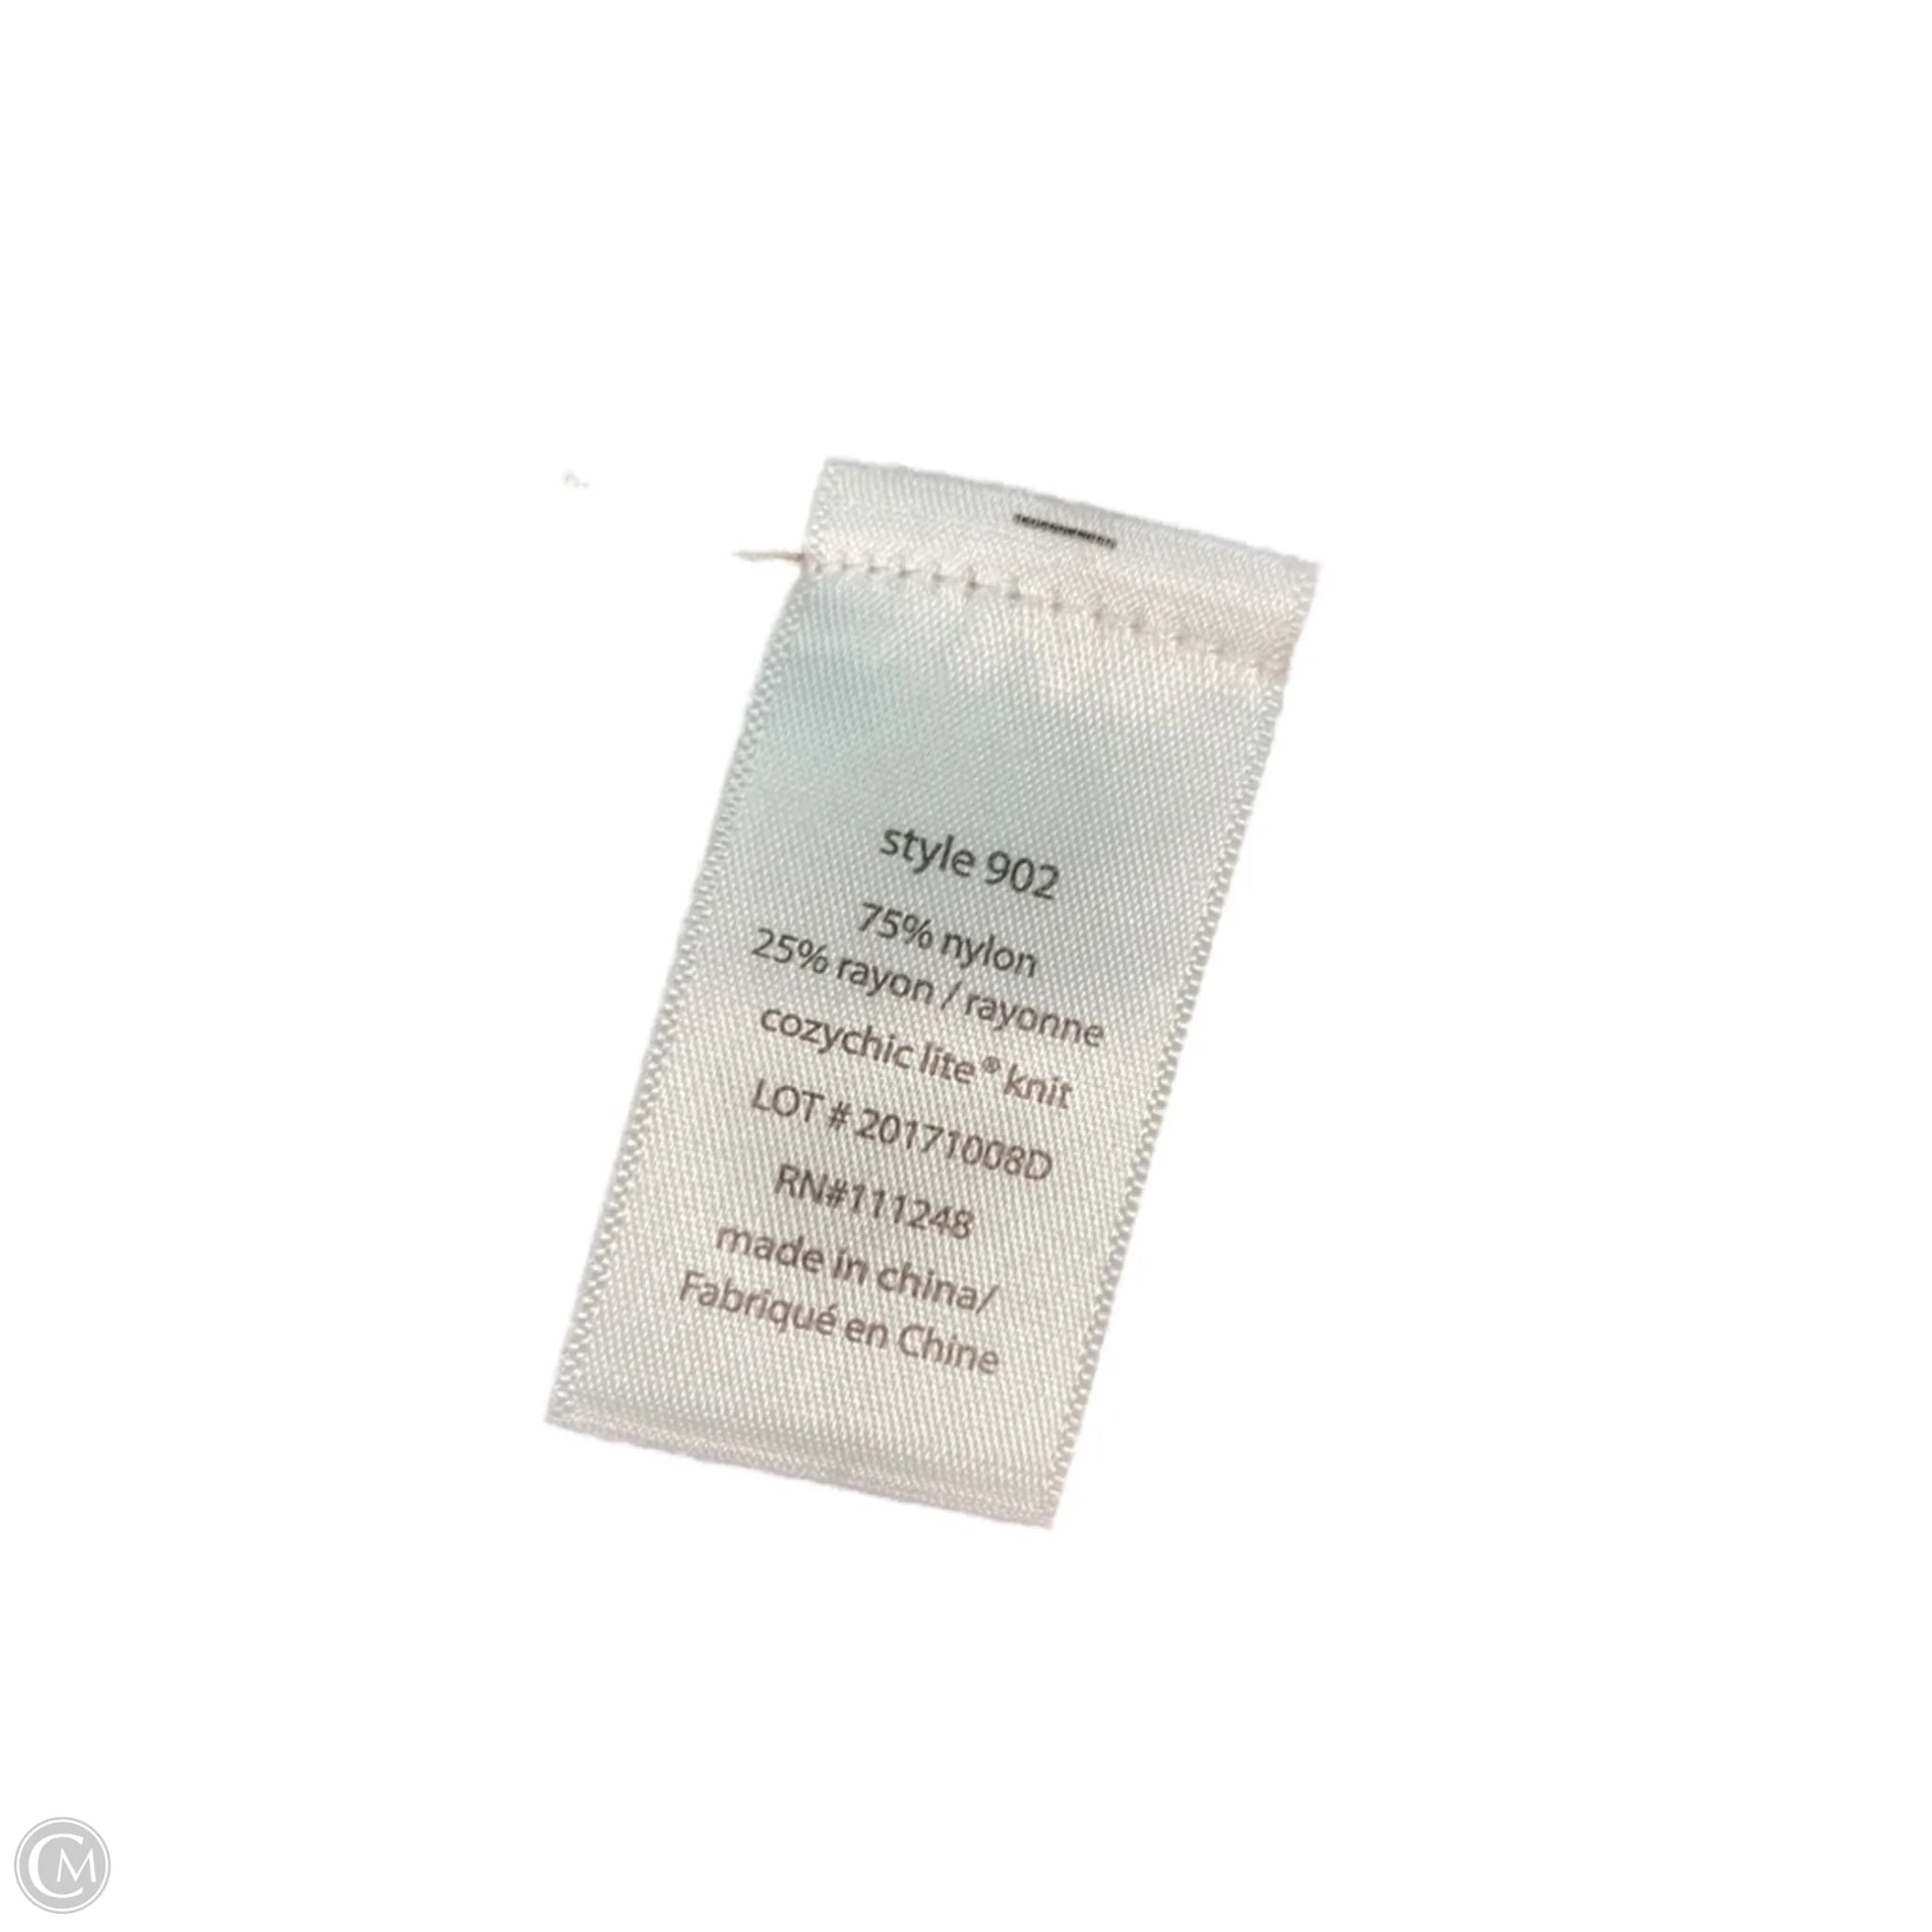 style 902
75% nylon
25% rayon / rayonne
cozychic lite® knit
LOT # 20171008D
RN#111248
made in china/
Fabriqué en Chine
CM